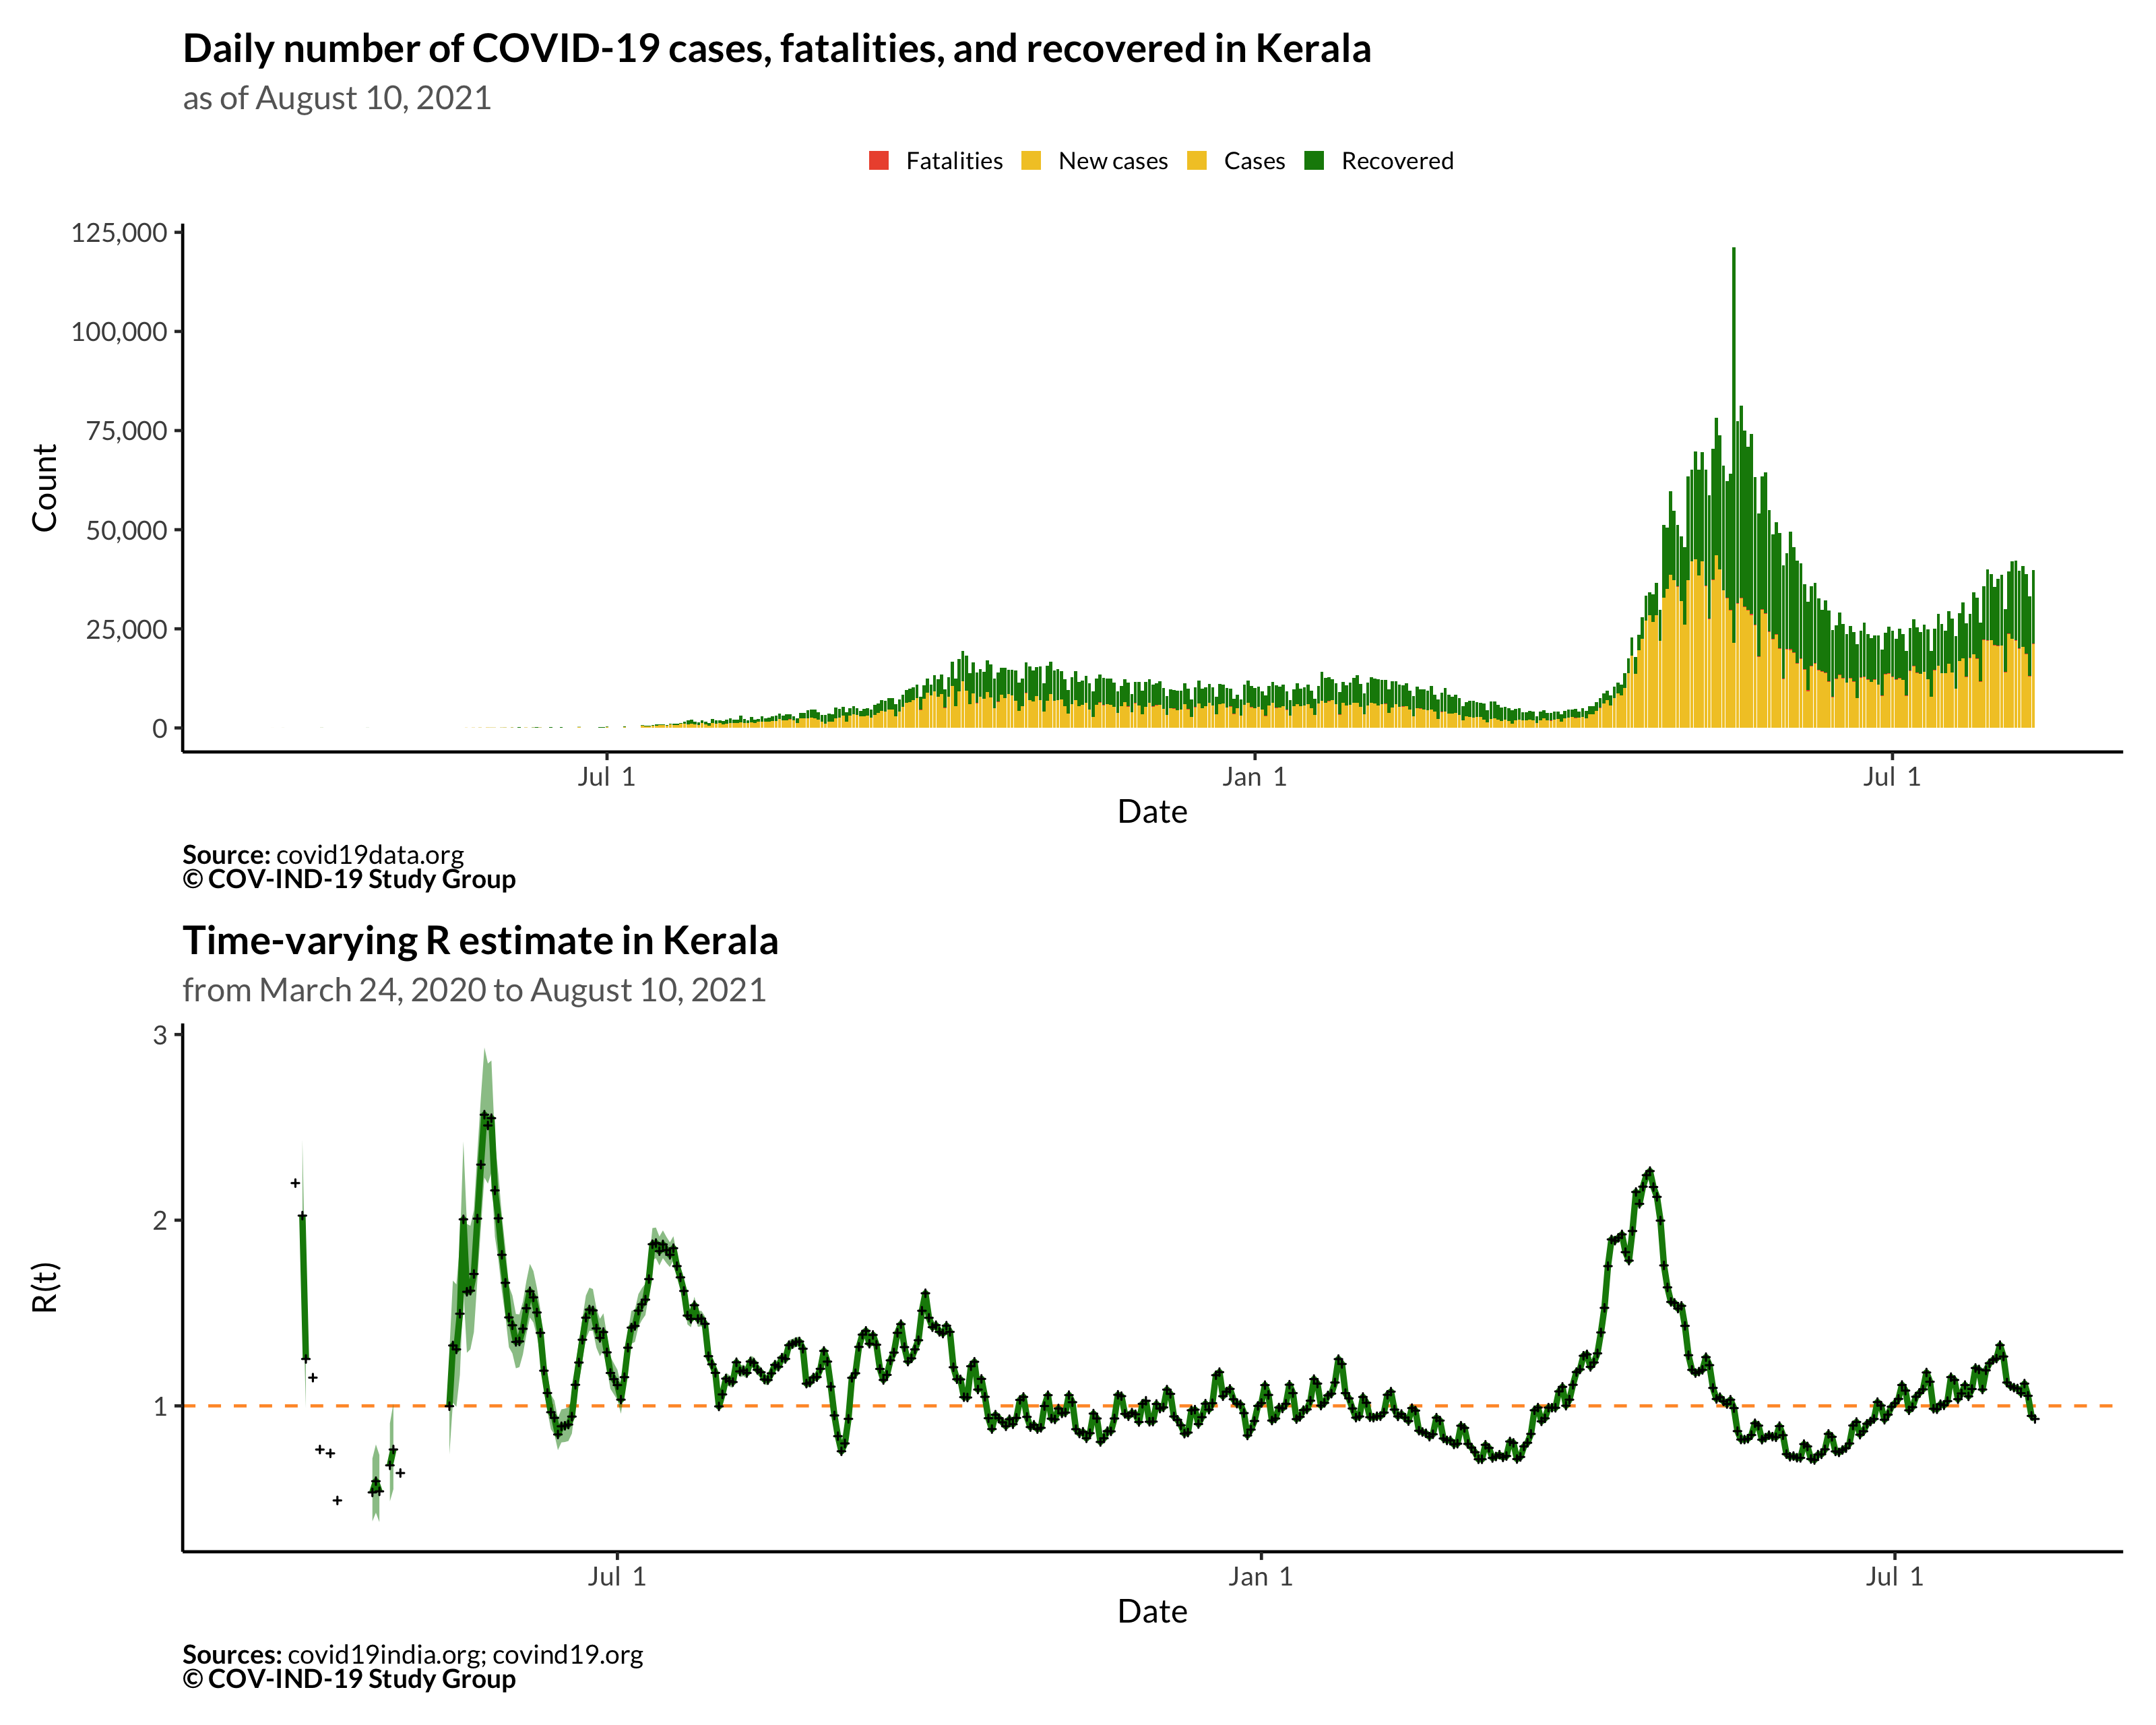 Daily number of COVID-19 cases, fatalities, and recovered in Kerala
as of August 10, 2021
Fatalities New cases Cases Recovered
125,000
100,000
75,000
50,000
25,000
0
Count
Jul 1 Jan 1 Jul 1
Date
Source: covid19data.org
© COV-IND-19 Study Group
Time-varying R estimate in Kerala
from March 24, 2020 to August 10, 2021
3
2
1
R(t)
Jul 1 Jan 1 Jul 1
Date
Sources: covid19india.org; covind19.org
© COV-IND-19 Study Group